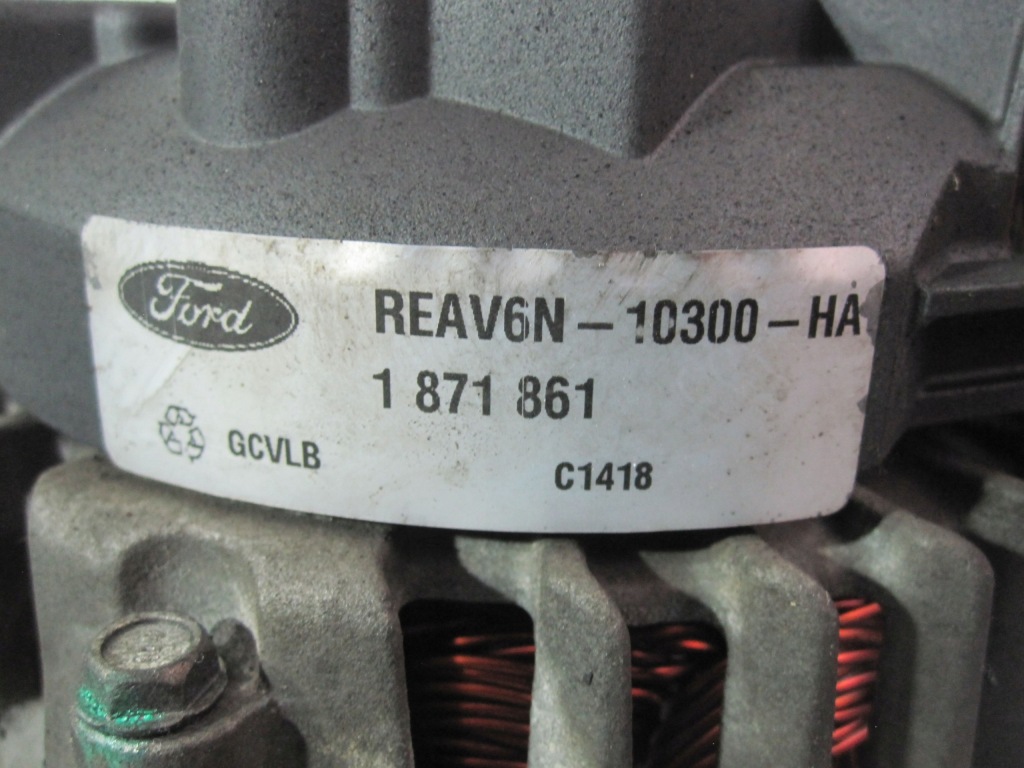 Ford
REAV6N-10300-HA
1 871 861
GCVLB
C1418